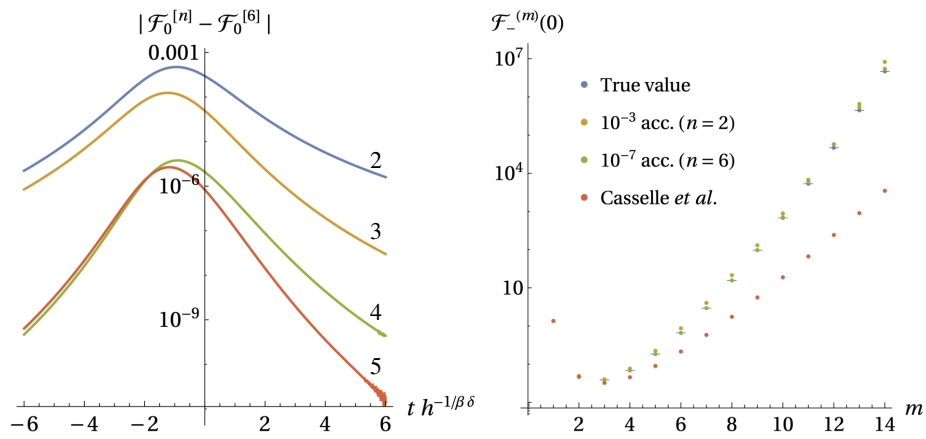 | ℱ₀^[n] − ℱ₀^[6] |
0.001
10⁻⁶
10⁻⁹
2
3
4
5
−6 −4 −2 0 2 4 6
t h^−1/β δ
ℱ₋^(m)(0)
10⁷
10⁴
10
True value
10⁻³ acc. (n = 2)
10⁻⁷ acc. (n = 6)
Casselle et al.
0 2 4 6 8 10 12 14
m